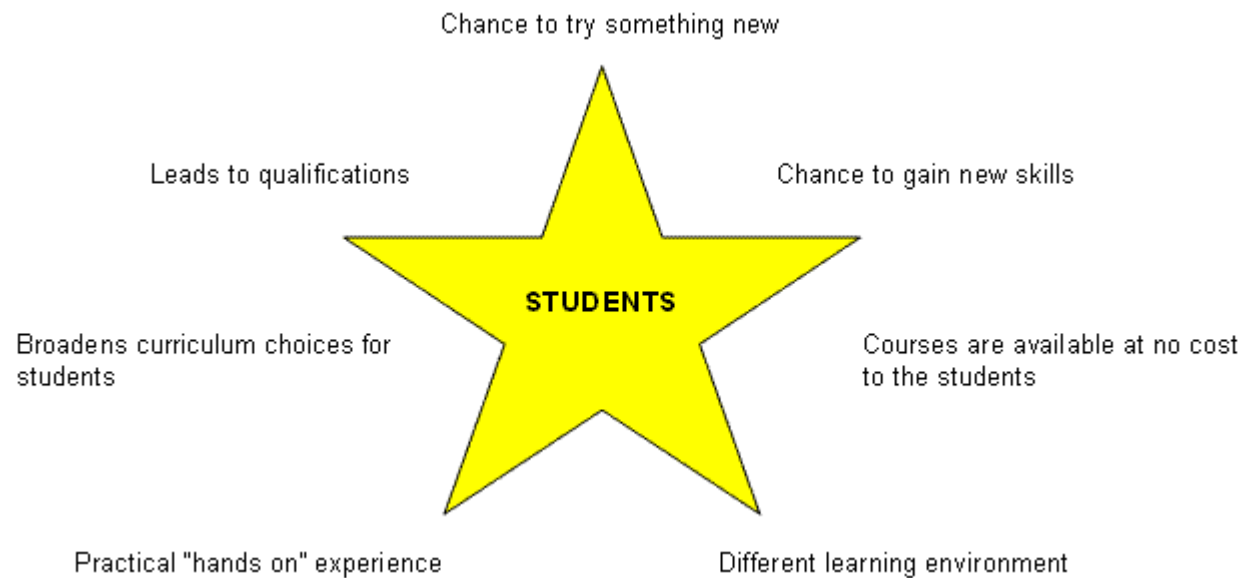 Chance to try something new
Leads to qualifications
Chance to gain new skills
STUDENTS
Broadens curriculum choices for
students
Courses are available at no cost
to the students
Practical "hands on" experience
Different learning environment